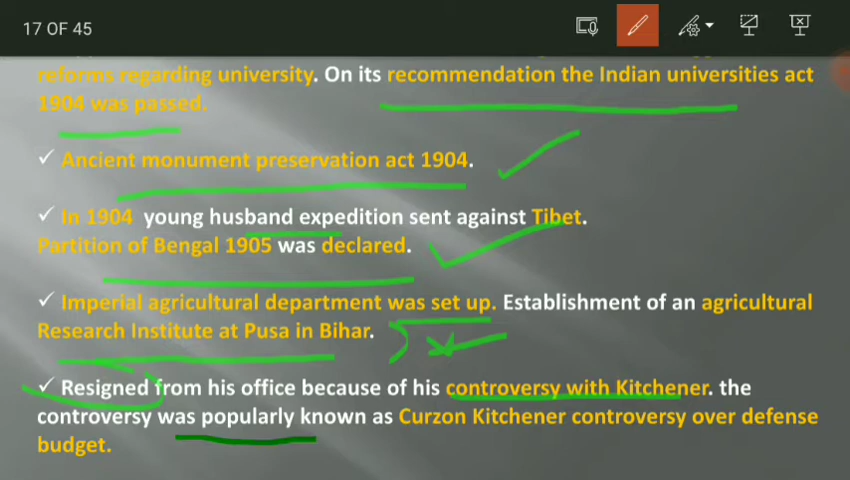 17 OF 45
reforms regarding university. On its recommendation the Indian universities act
1904 was passed.
✓ Ancient monument preservation act 1904.
✓ In 1904 young husband expedition sent against Tibet.
Partition of Bengal 1905 was declared.
✓ Imperial agricultural department was set up. Establishment of an agricultural
Research Institute at Pusa in Bihar.
✓ Resigned from his office because of his controversy with Kitchener. the
controversy was popularly known as Curzon Kitchener controversy over defense
budget.